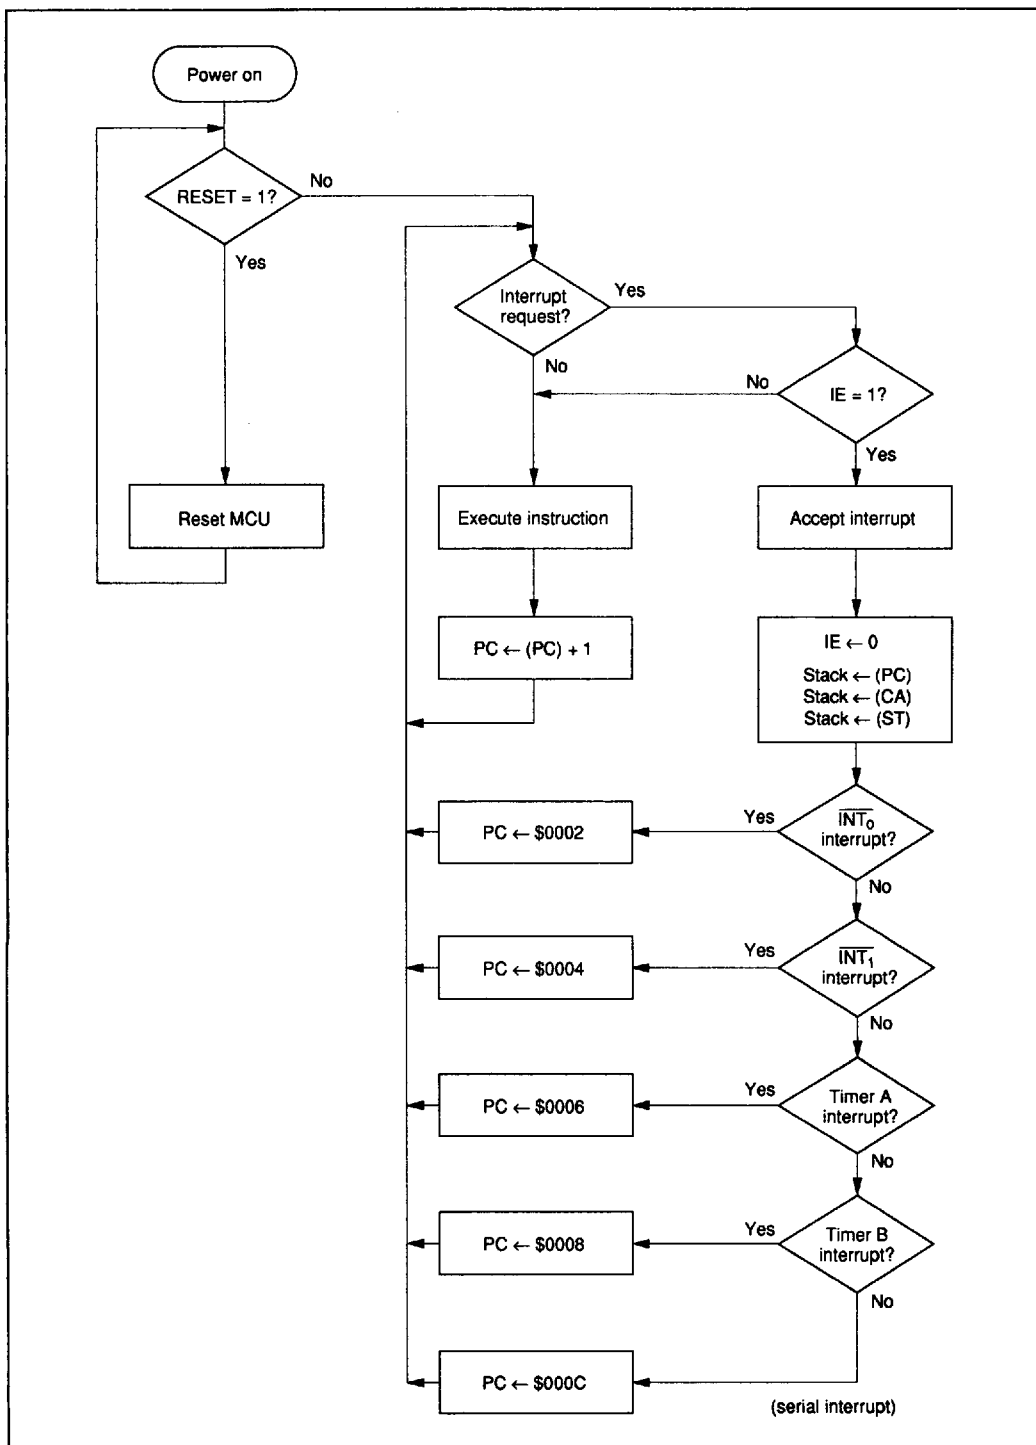 Power on
RESET = 1?
No
Yes
Reset MCU
Interrupt
request?
Yes
No
IE = 1?
No
Yes
Execute instruction
Accept interrupt
PC ← (PC) + 1
IE ← 0
Stack ← (PC)
Stack ← (CA)
Stack ← (ST)
PC ← $0002
Yes
I̅N̅T̅₀
interrupt?
No
PC ← $0004
Yes
I̅N̅T̅₁
interrupt?
No
PC ← $0006
Yes
Timer A
interrupt?
No
PC ← $0008
Yes
Timer B
interrupt?
No
PC ← $000C
(serial interrupt)